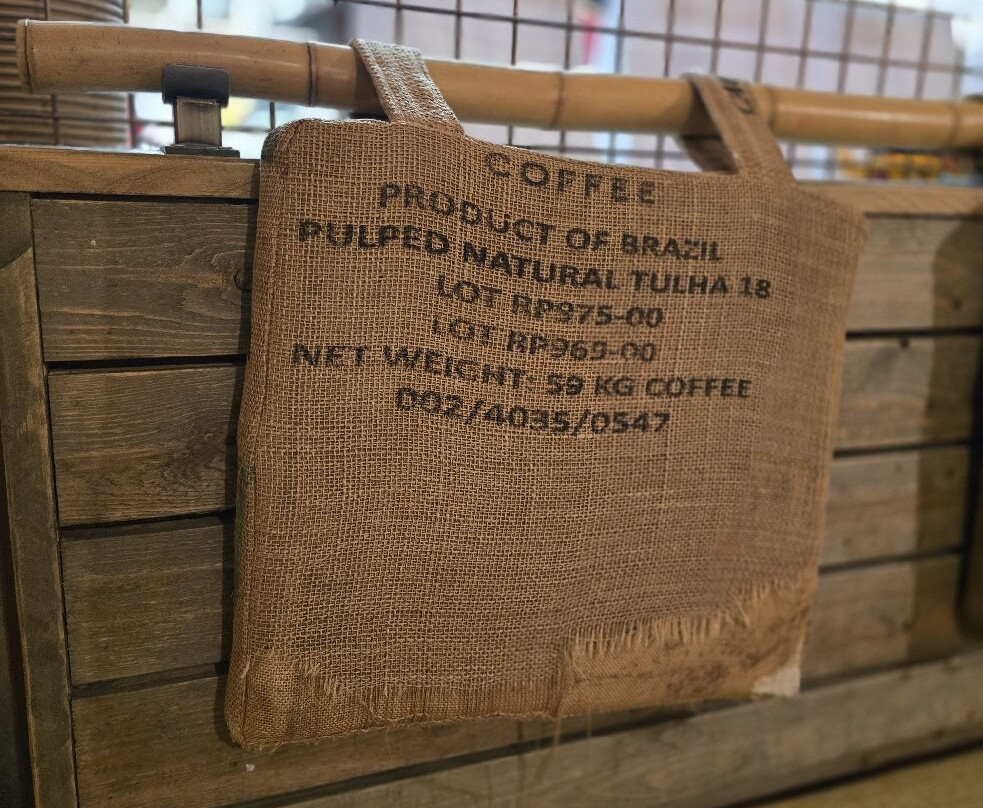 COFFEE
PRODUCT OF BRAZIL
PULPED NATURAL TULHA 18
LOT RP975-00
LOT RP969-00
NET WEIGHT: 59 KG COFFEE
002/4035/0547